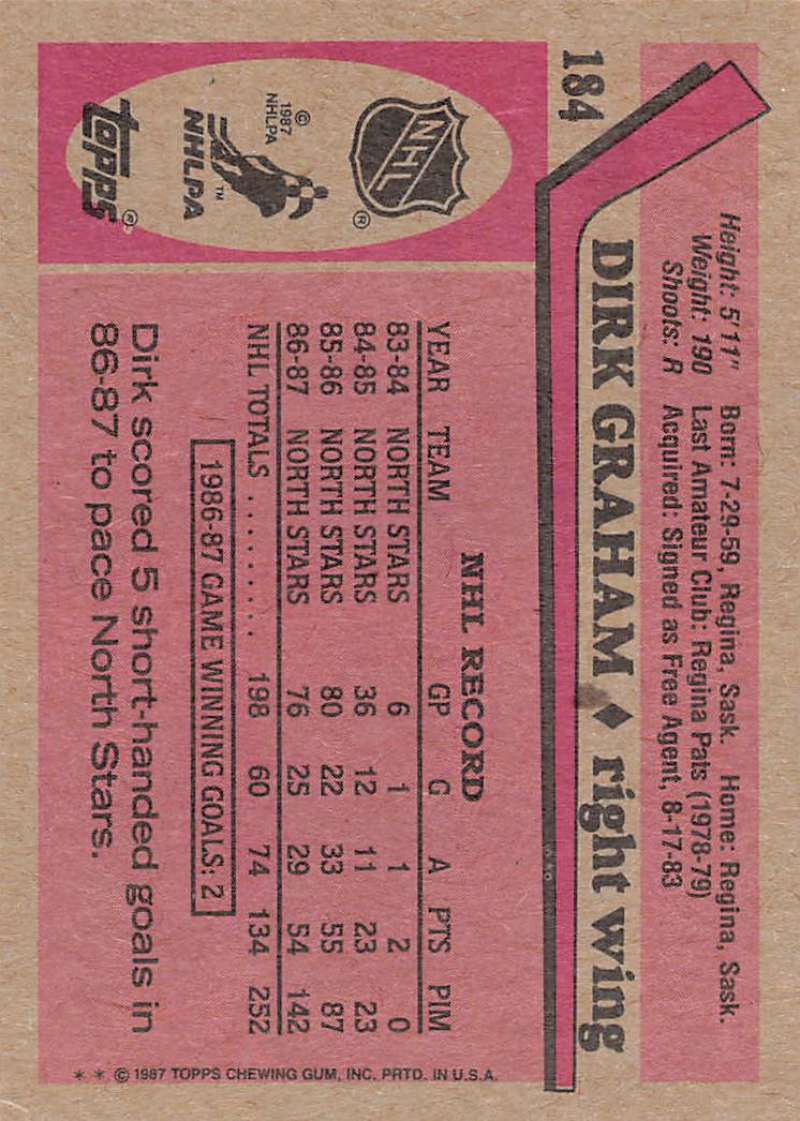 184
Height: 5'11" Born: 7-29-59, Regina, Sask. Home: Regina, Sask.
Weight: 190 Last Amateur Club: Regina Pats (1978-79)
Shoots: R Acquired: Signed as Free Agent, 8-17-83
DIRK GRAHAM ♦ right wing
NHL
®
© 1987
NHLPA
TM
NHLPA
TOPPS®
NHL RECORD
YEAR TEAM GP G A PTS PIM
83-84 NORTH STARS 6 1 1 2 0
84-85 NORTH STARS 36 12 11 23 23
85-86 NORTH STARS 80 22 33 55 87
86-87 NORTH STARS 76 25 29 54 142
NHL TOTALS ......... 198 60 74 134 252
1986-87 GAME WINNING GOALS: 2
Dirk scored 5 short-handed goals in
86-87 to pace North Stars.
* * © 1987 TOPPS CHEWING GUM, INC. PRTD. IN U.S.A.